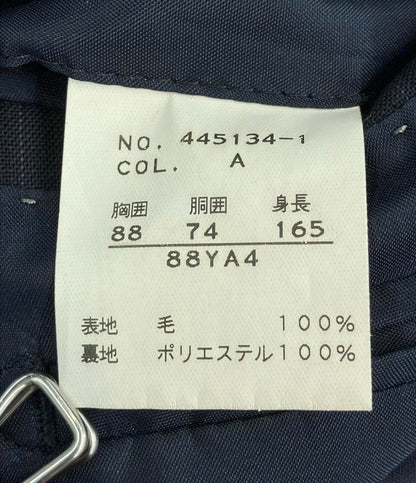 NO. 445134-1
COL. A
胸囲 胴囲 身長
88 74 165
88YA4
表地 毛 100%
裏地 ポリエステル100%